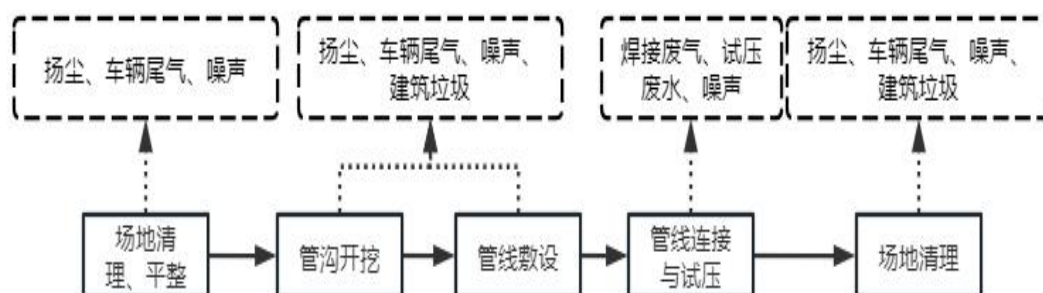 扬尘、车辆尾气、噪声
扬尘、车辆尾气、噪声、
建筑垃圾
焊接废气、试压
废水、噪声
扬尘、车辆尾气、噪声、
建筑垃圾
场地清
理、平整
管沟开挖
管线敷设
管线连接
与试压
场地清理